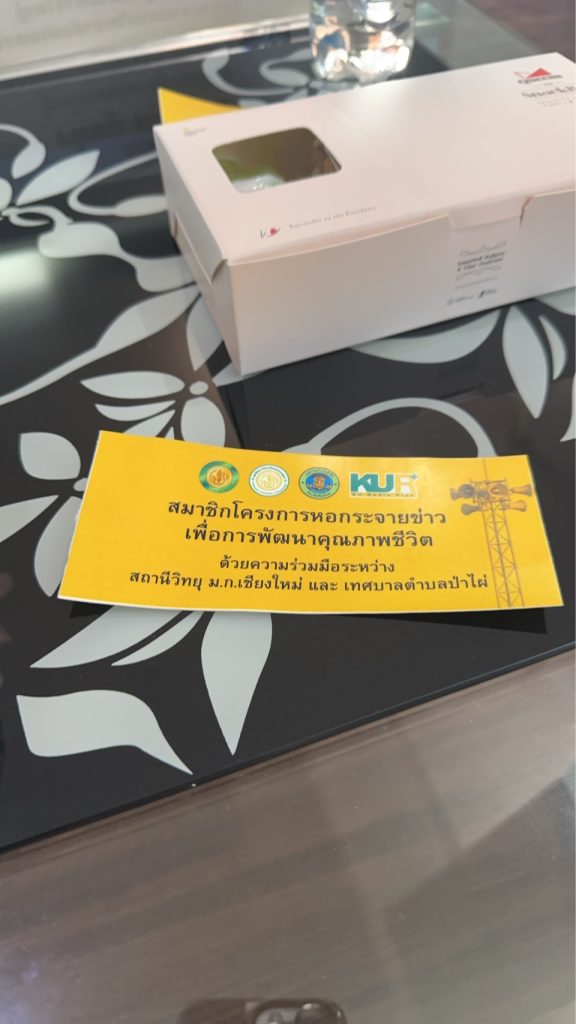 Queens
สมาชิกโครงการหอกระจายข่าว
เพื่อการพัฒนาคุณภาพชีวิต
ด้วยความร่วมมือระหว่าง
สถานีวิทยุ ม.ก.เชียงใหม่ และ เทศบาลตำบลป่าไผ่
KUR+